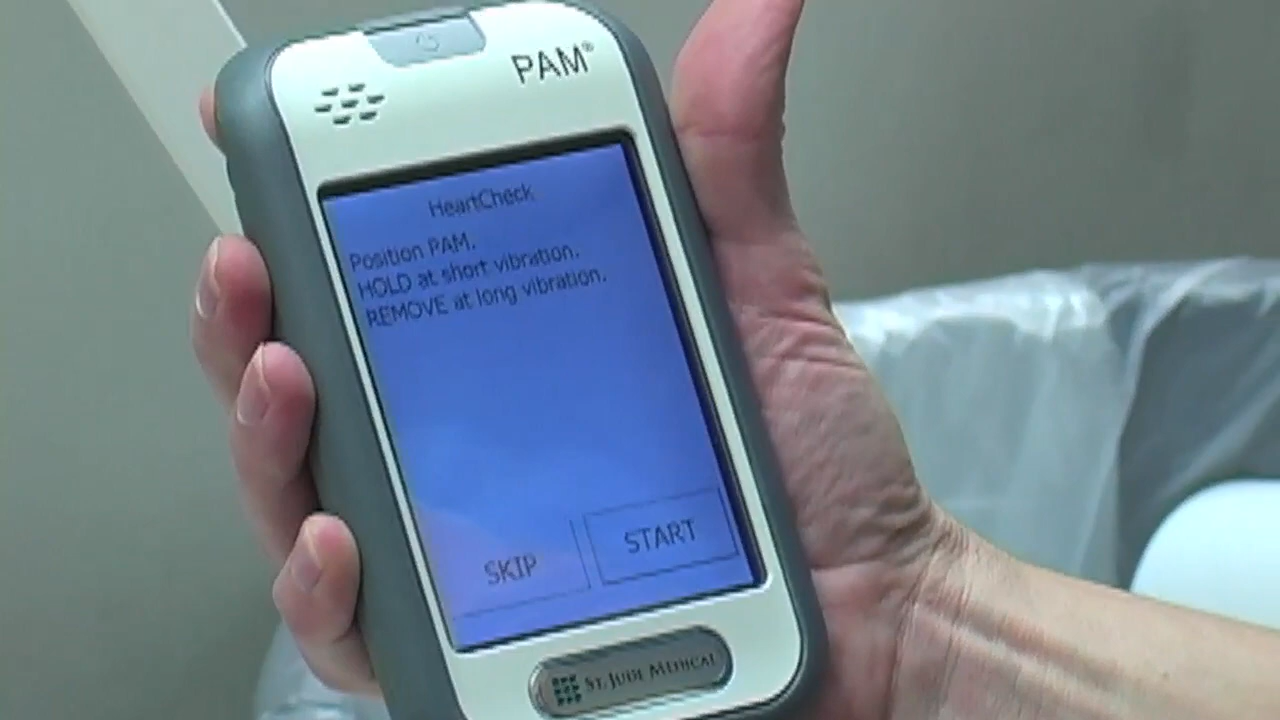 PAM®
HeartCheck
Position PAM.
HOLD at short vibration.
REMOVE at long vibration.
SKIP
START
ST. JUDE MEDICAL